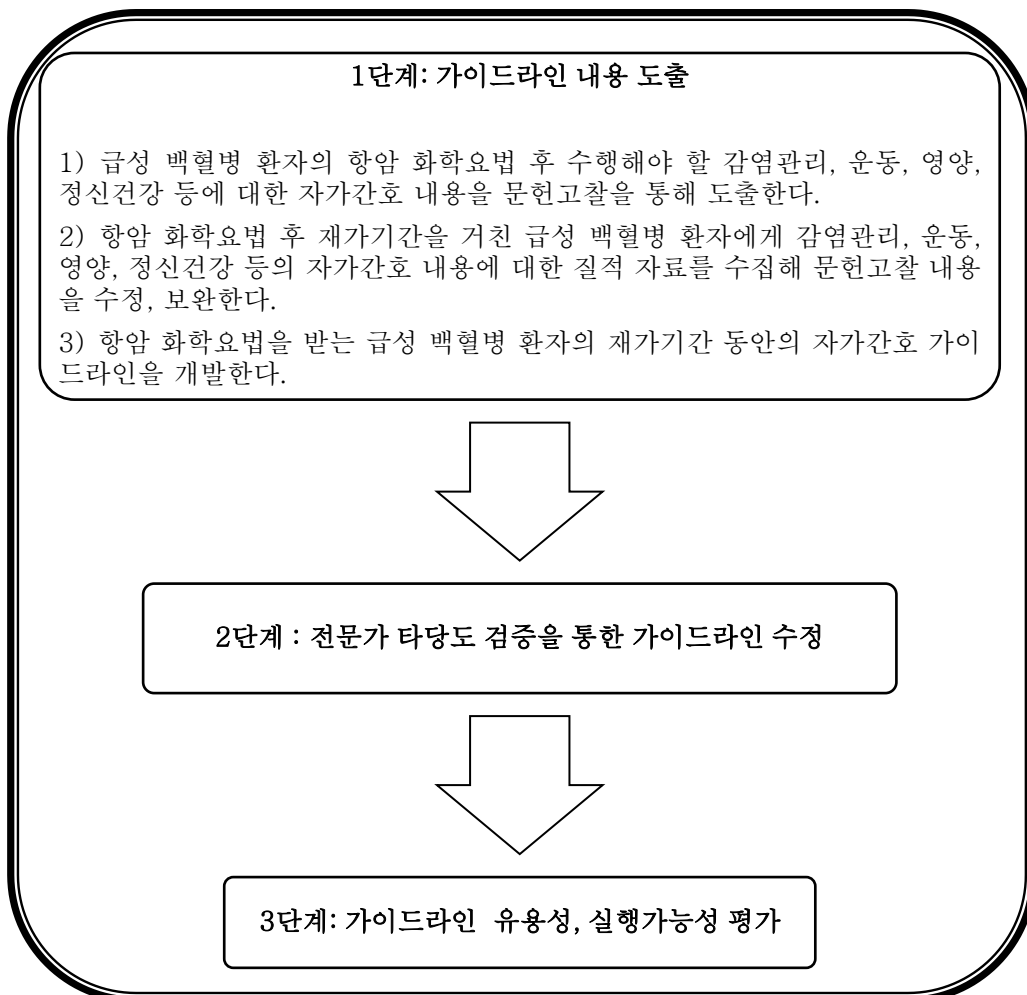 1단계: 가이드라인 내용 도출
1) 급성 백혈병 환자의 항암 화학요법 후 수행해야 할 감염관리, 운동, 영양,
정신건강 등에 대한 자가간호 내용을 문헌고찰을 통해 도출한다.
2) 항암 화학요법 후 재가기간을 거친 급성 백혈병 환자에게 감염관리, 운동,
영양, 정신건강 등의 자가간호 내용에 대한 질적 자료를 수집해 문헌고찰 내용
을 수정, 보완한다.
3) 항암 화학요법을 받는 급성 백혈병 환자의 재가기간 동안의 자가간호 가이
드라인을 개발한다.
2단계 : 전문가 타당도 검증을 통한 가이드라인 수정
3단계: 가이드라인 유용성, 실행가능성 평가